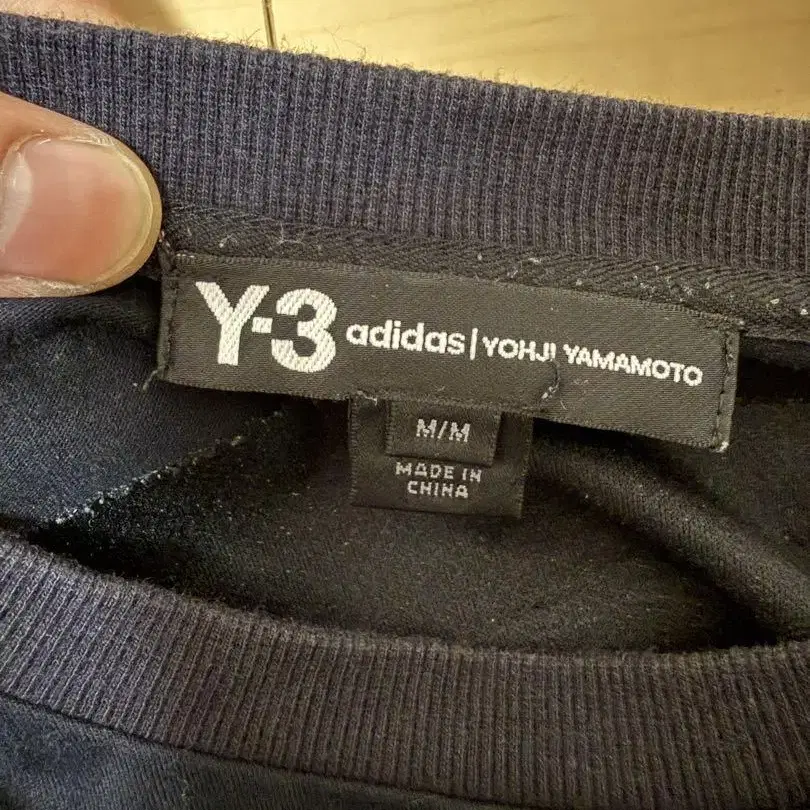 Y-3 adidas | YOHJI YAMAMOTO
M/M
MADE IN
CHINA